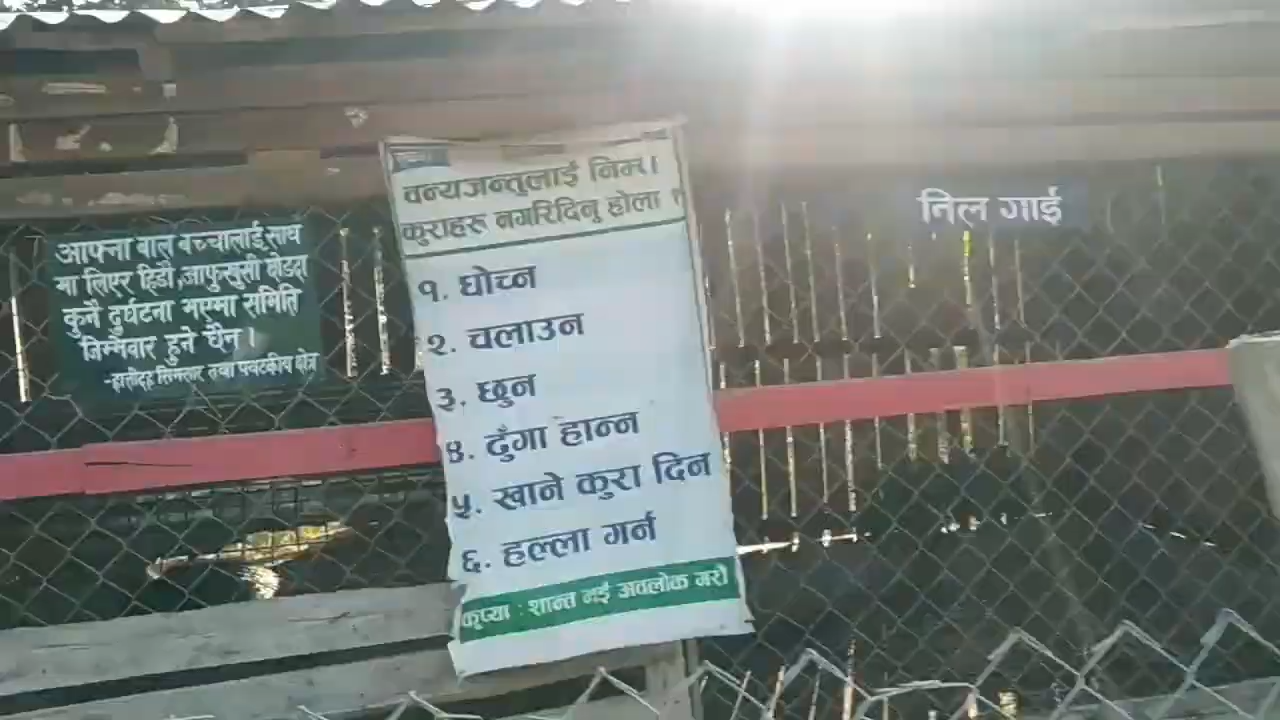 आफ्ना बाल बच्चालाई साथ
मा लिएर हिडौं, जाफुखुसी छोड्दा
कुनै दुर्घटना भएमा समिति
जिम्मेवार हुने छैन ।
वन्यजन्तुलाई निम्न
कुराहरू नगरिदिनु होला
१. घोच्न
२. चलाउन
३. छुन
४. ढुँगा हान्न
५. खाने कुरा दिन
६. हल्ला गर्न
कृप्या : शान्त भई अवलोक गरौं
निल गाई